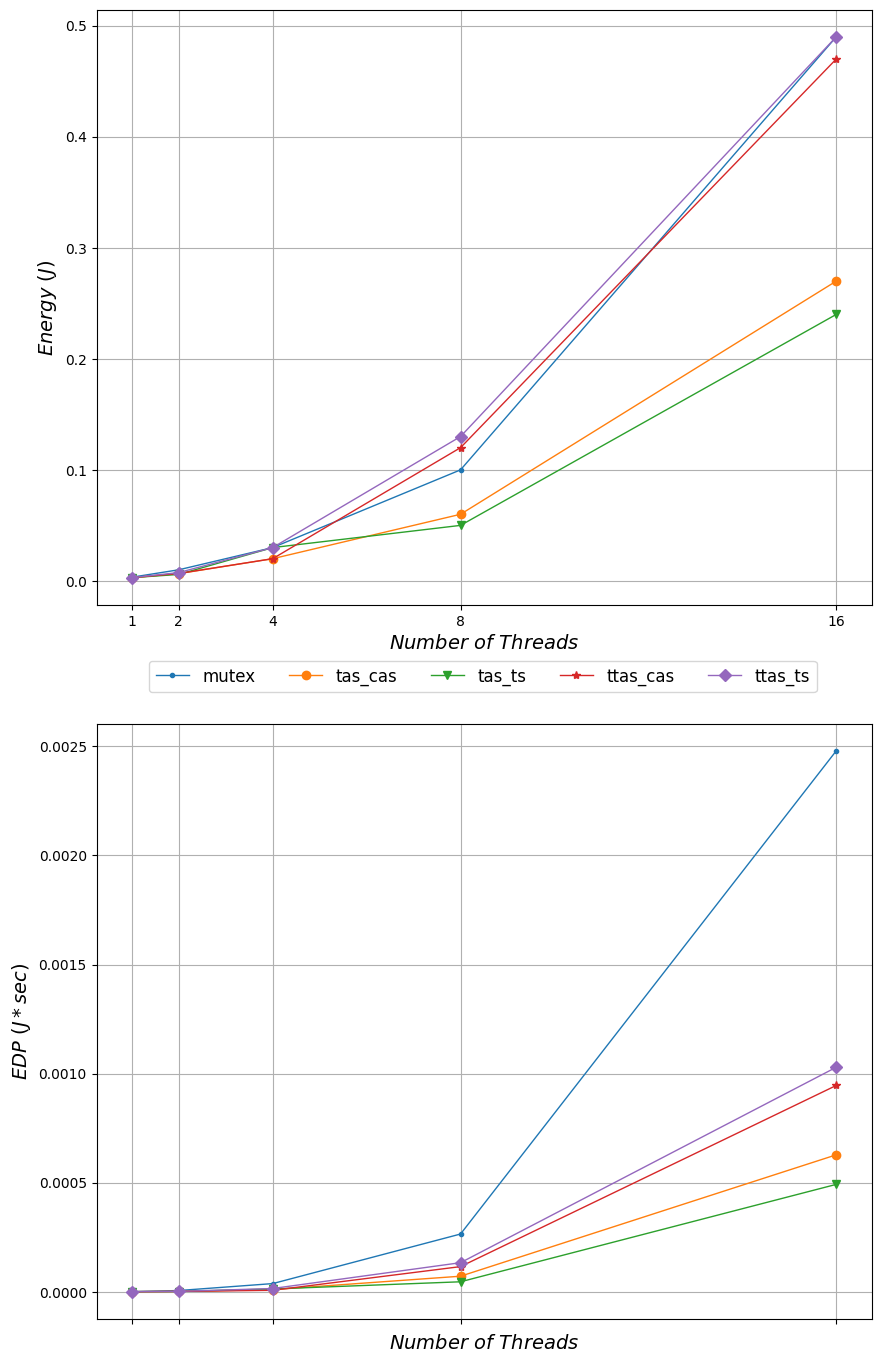 0.5
0.4
0.3
0.2
0.1
0.0
Energy (J)
1 2 4 8 16
Number of Threads
mutex tas_cas tas_ts ttas_cas ttas_ts
0.0025
0.0020
0.0015
0.0010
0.0005
0.0000
EDP (J * sec)
Number of Threads